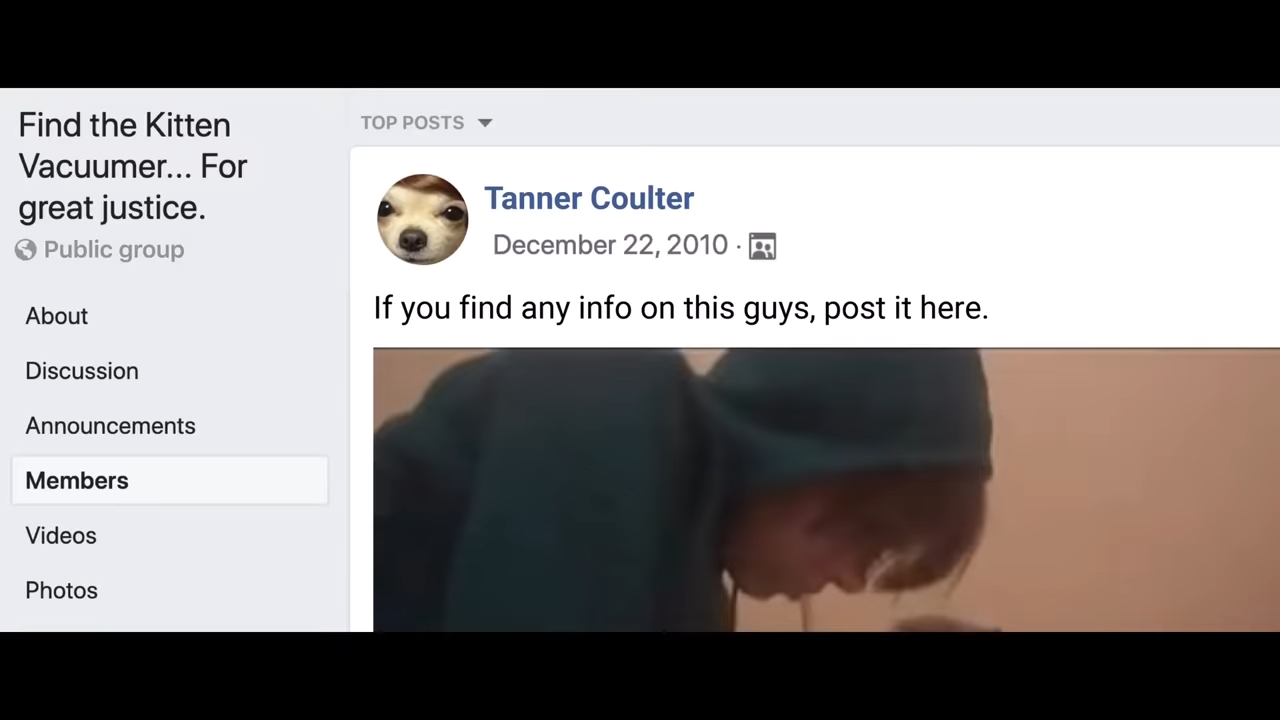 Find the Kitten
Vacuumer... For
great justice.
Public group
About
Discussion
Announcements
Members
Videos
Photos
TOP POSTS
Tanner Coulter
December 22, 2010 ·
If you find any info on this guys, post it here.